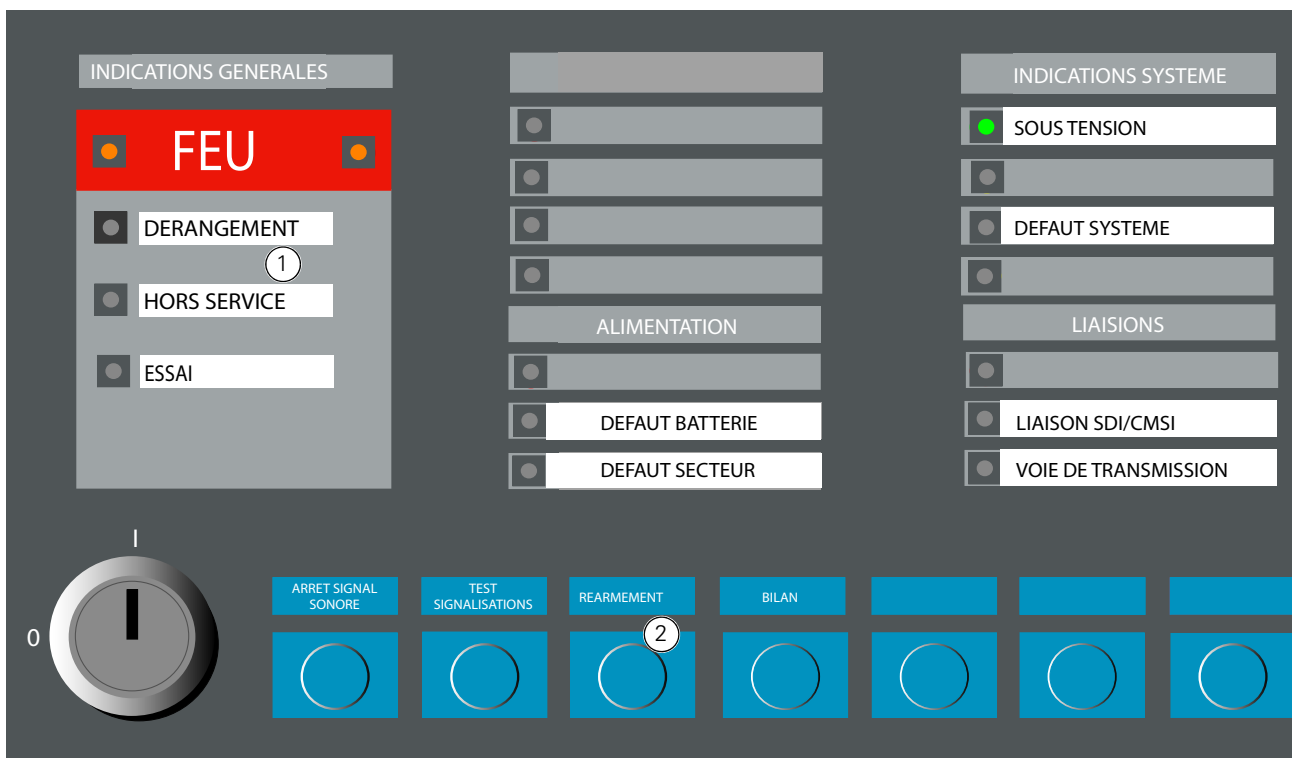 INDICATIONS GENERALES
FEU
DERANGEMENT
1
HORS SERVICE
ESSAI
ALIMENTATION
DEFAUT BATTERIE
DEFAUT SECTEUR
INDICATIONS SYSTEME
SOUS TENSION
DEFAUT SYSTEME
LIAISIONS
LIAISON SDI/CMSI
VOIE DE TRANSMISSION
I
0
ARRET SIGNAL
SONORE
TEST
SIGNALISATIONS
REARMEMENT
2
BILAN